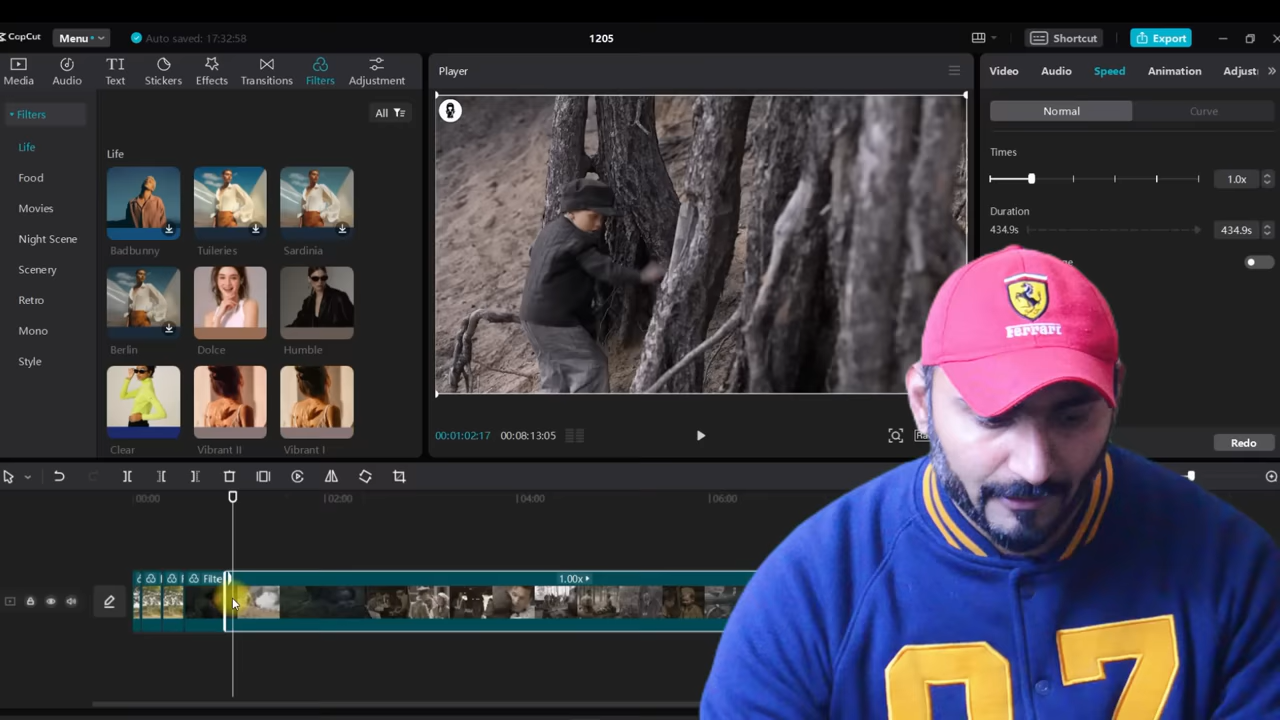 CopCut
Menu
Auto saved: 17:32:58
1205
Shortcut
Export
Media
Audio
Text
Stickers
Effects
Transitions
Filters
Adjustment
Filters
Life
Food
Movies
Night Scene
Scenery
Retro
Mono
Style
All
Life
Badbunny
Tuileries
Sardinia
Berlin
Dolce
Humble
Clear
Vibrant II
Vibrant I
Player
00:01:02:17
00:08:13:05
Video
Audio
Speed
Animation
Adjust
Normal
Curve
Times
1.0x
Duration
434.9s
434.9s
Redo
00:00
02:00
04:00
06:00
Filte
1.00x
Ferrari
07